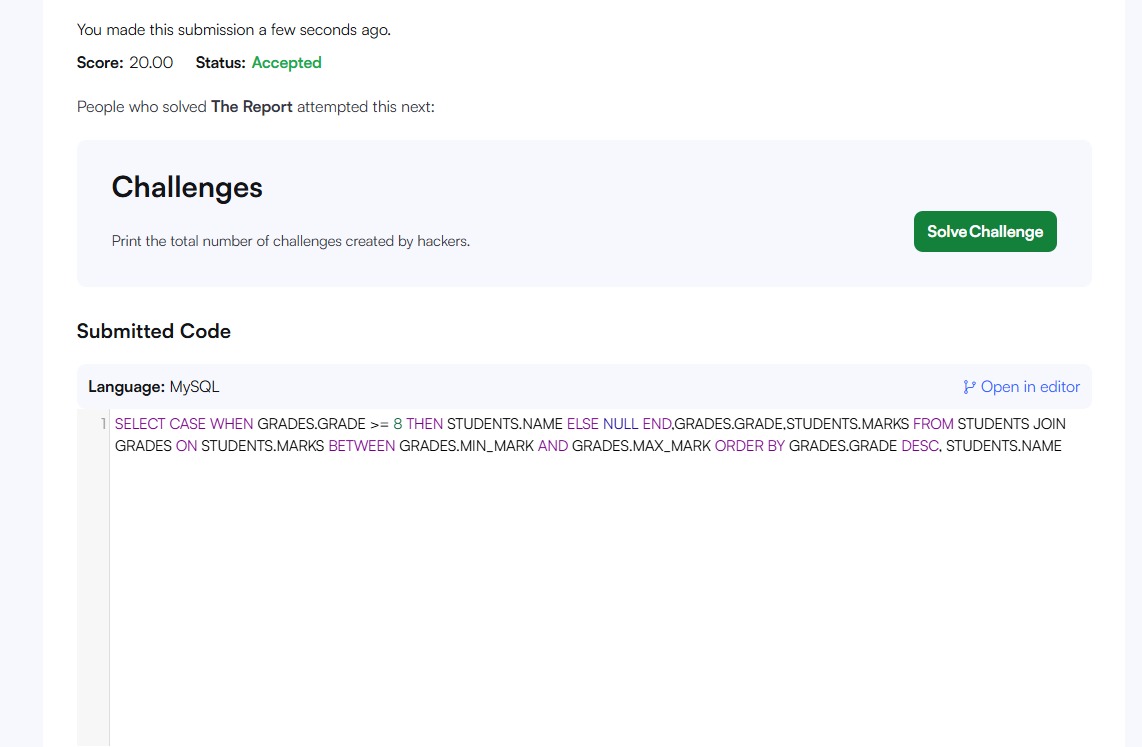 You made this submission a few seconds ago.
Score: 20.00 Status: Accepted
People who solved The Report attempted this next:
Challenges
Print the total number of challenges created by hackers.
Solve Challenge
Submitted Code
Language: MySQL
Open in editor
1 SELECT CASE WHEN GRADES.GRADE >= 8 THEN STUDENTS.NAME ELSE NULL END,GRADES.GRADE,STUDENTS.MARKS FROM STUDENTS JOIN
GRADES ON STUDENTS.MARKS BETWEEN GRADES.MIN_MARK AND GRADES.MAX_MARK ORDER BY GRADES.GRADE DESC, STUDENTS.NAME